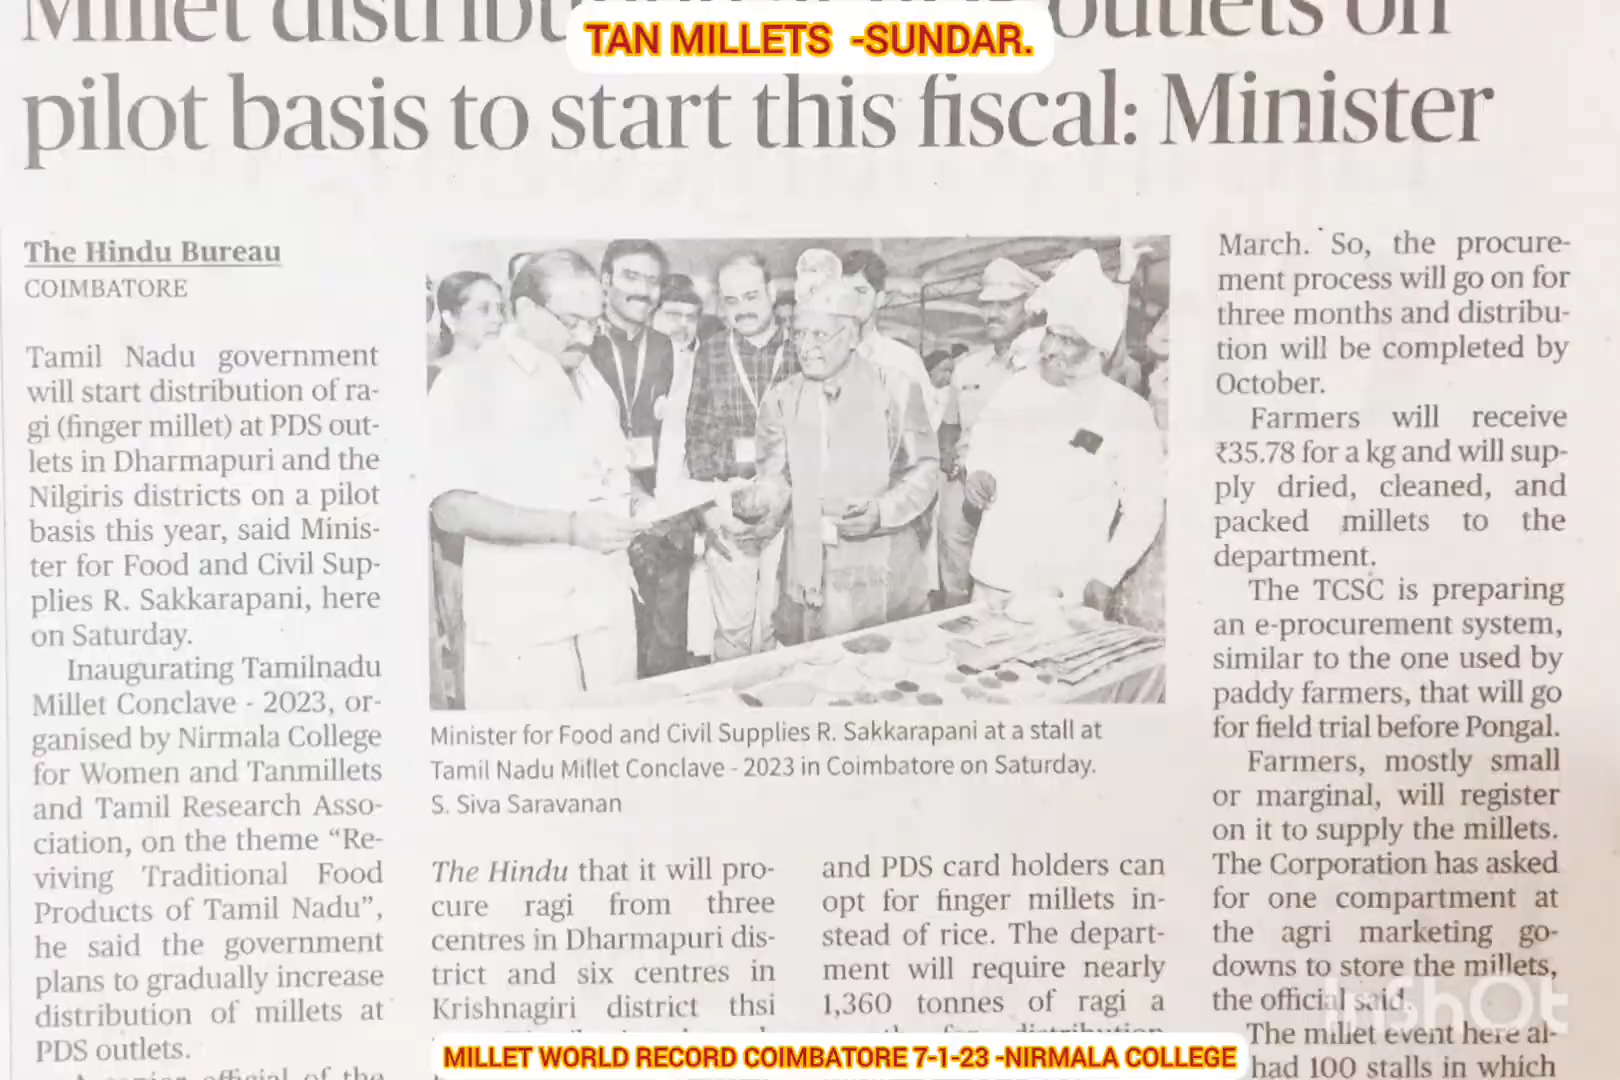 Millet distribu outlets on
TAN MILLETS -SUNDAR.
pilot basis to start this fiscal: Minister
The Hindu Bureau
COIMBATORE
Tamil Nadu government
will start distribution of ra-
gi (finger millet) at PDS out-
lets in Dharmapuri and the
Nilgiris districts on a pilot
basis this year, said Minis-
ter for Food and Civil Sup-
plies R. Sakkarapani, here
on Saturday.
Inaugurating Tamilnadu
Millet Conclave - 2023, or-
ganised by Nirmala College
for Women and Tanmillets
and Tamil Research Asso-
ciation, on the theme “Re-
viving Traditional Food
Products of Tamil Nadu”,
he said the government
plans to gradually increase
distribution of millets at
PDS outlets.
official of the
Minister for Food and Civil Supplies R. Sakkarapani at a stall at
Tamil Nadu Millet Conclave - 2023 in Coimbatore on Saturday.
S. Siva Saravanan
The Hindu that it will pro-
cure ragi from three
centres in Dharmapuri dis-
trict and six centres in
Krishnagiri district thsi
and PDS card holders can
opt for finger millets in-
stead of rice. The depart-
ment will require nearly
1,360 tonnes of ragi a
distribution
March. So, the procure-
ment process will go on for
three months and distribu-
tion will be completed by
October.
Farmers will receive
₹35.78 for a kg and will sup-
ply dried, cleaned, and
packed millets to the
department.
The TCSC is preparing
an e-procurement system,
similar to the one used by
paddy farmers, that will go
for field trial before Pongal.
Farmers, mostly small
or marginal, will register
on it to supply the millets.
The Corporation has asked
for one compartment at
the agri marketing go-
downs to store the millets,
the official said.
The millet event here al-
had 100 stalls in which
InShOt
MILLET WORLD RECORD COIMBATORE 7-1-23 -NIRMALA COLLEGE